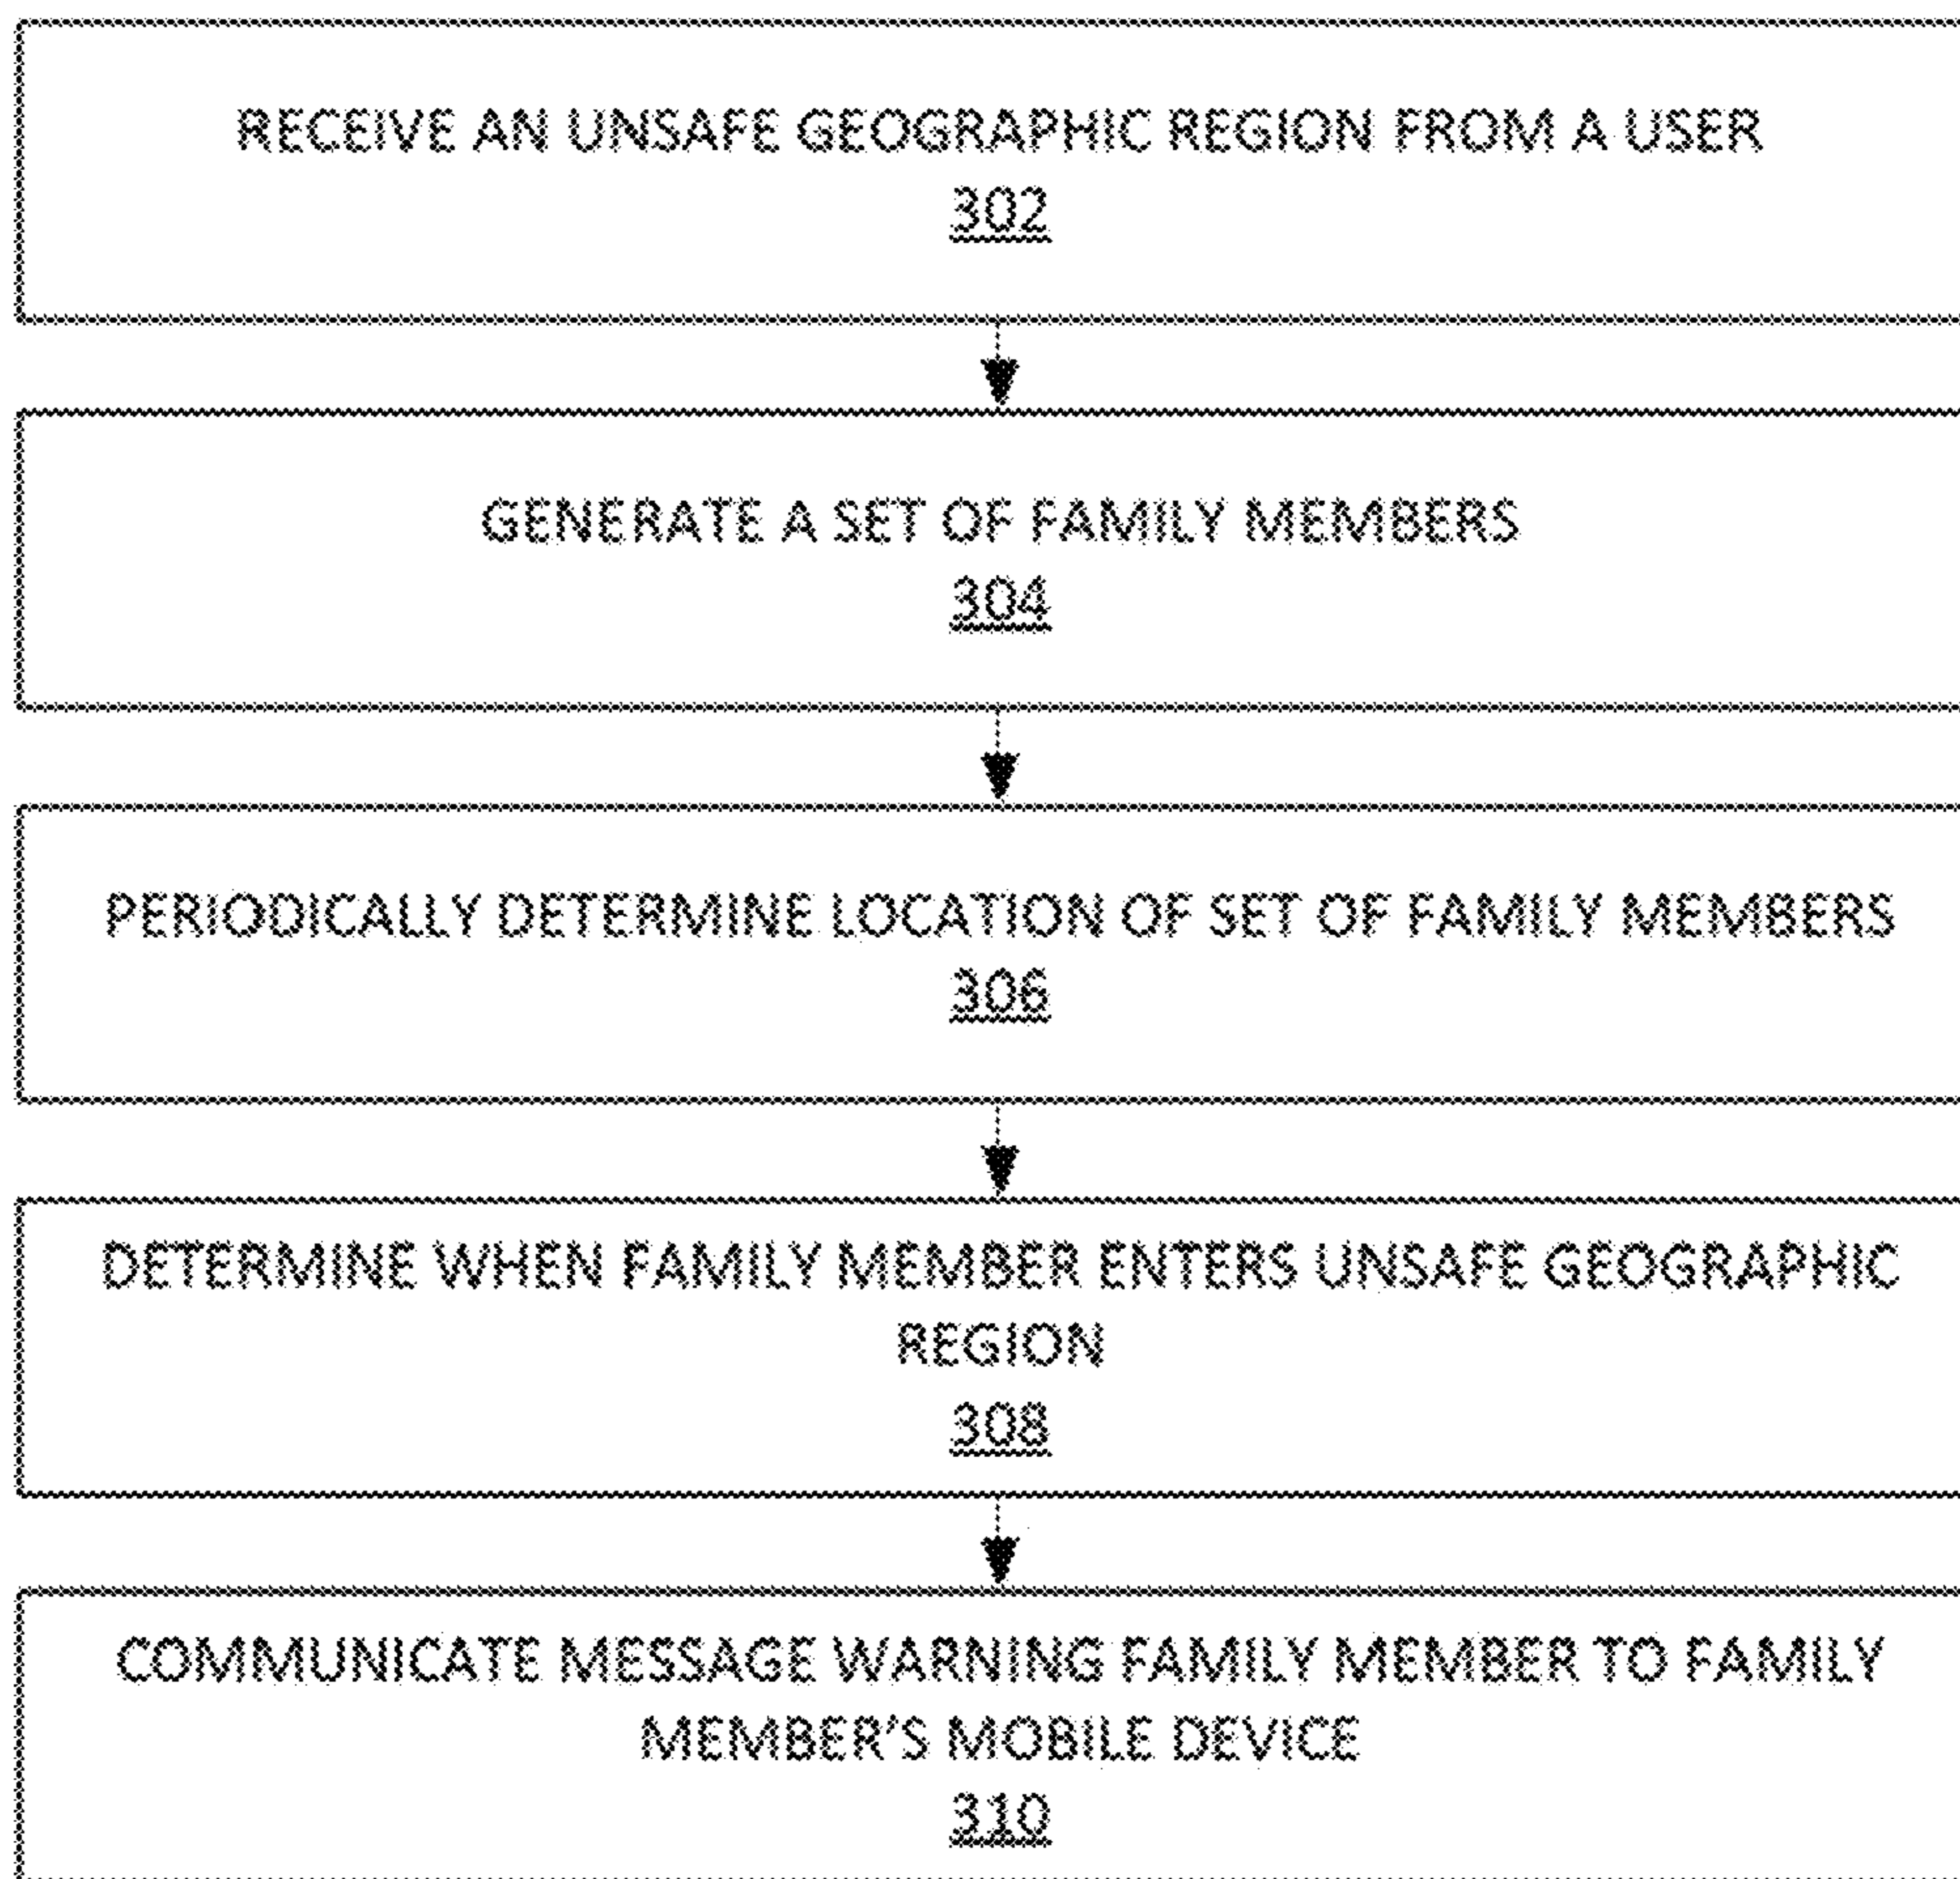 RECEIVE AN UNSAFE GEOGRAPHIC REGION FROM A USER
302
GENERATE A SET OF FAMILY MEMBERS
304
PERIODICALLY DETERMINE LOCATION OF SET OF FAMILY MEMBERS
306
DETERMINE WHEN FAMILY MEMBER ENTERS UNSAFE GEOGRAPHIC
REGION
308
COMMUNICATE MESSAGE WARNING FAMILY MEMBER TO FAMILY
MEMBER'S MOBILE DEVICE
310